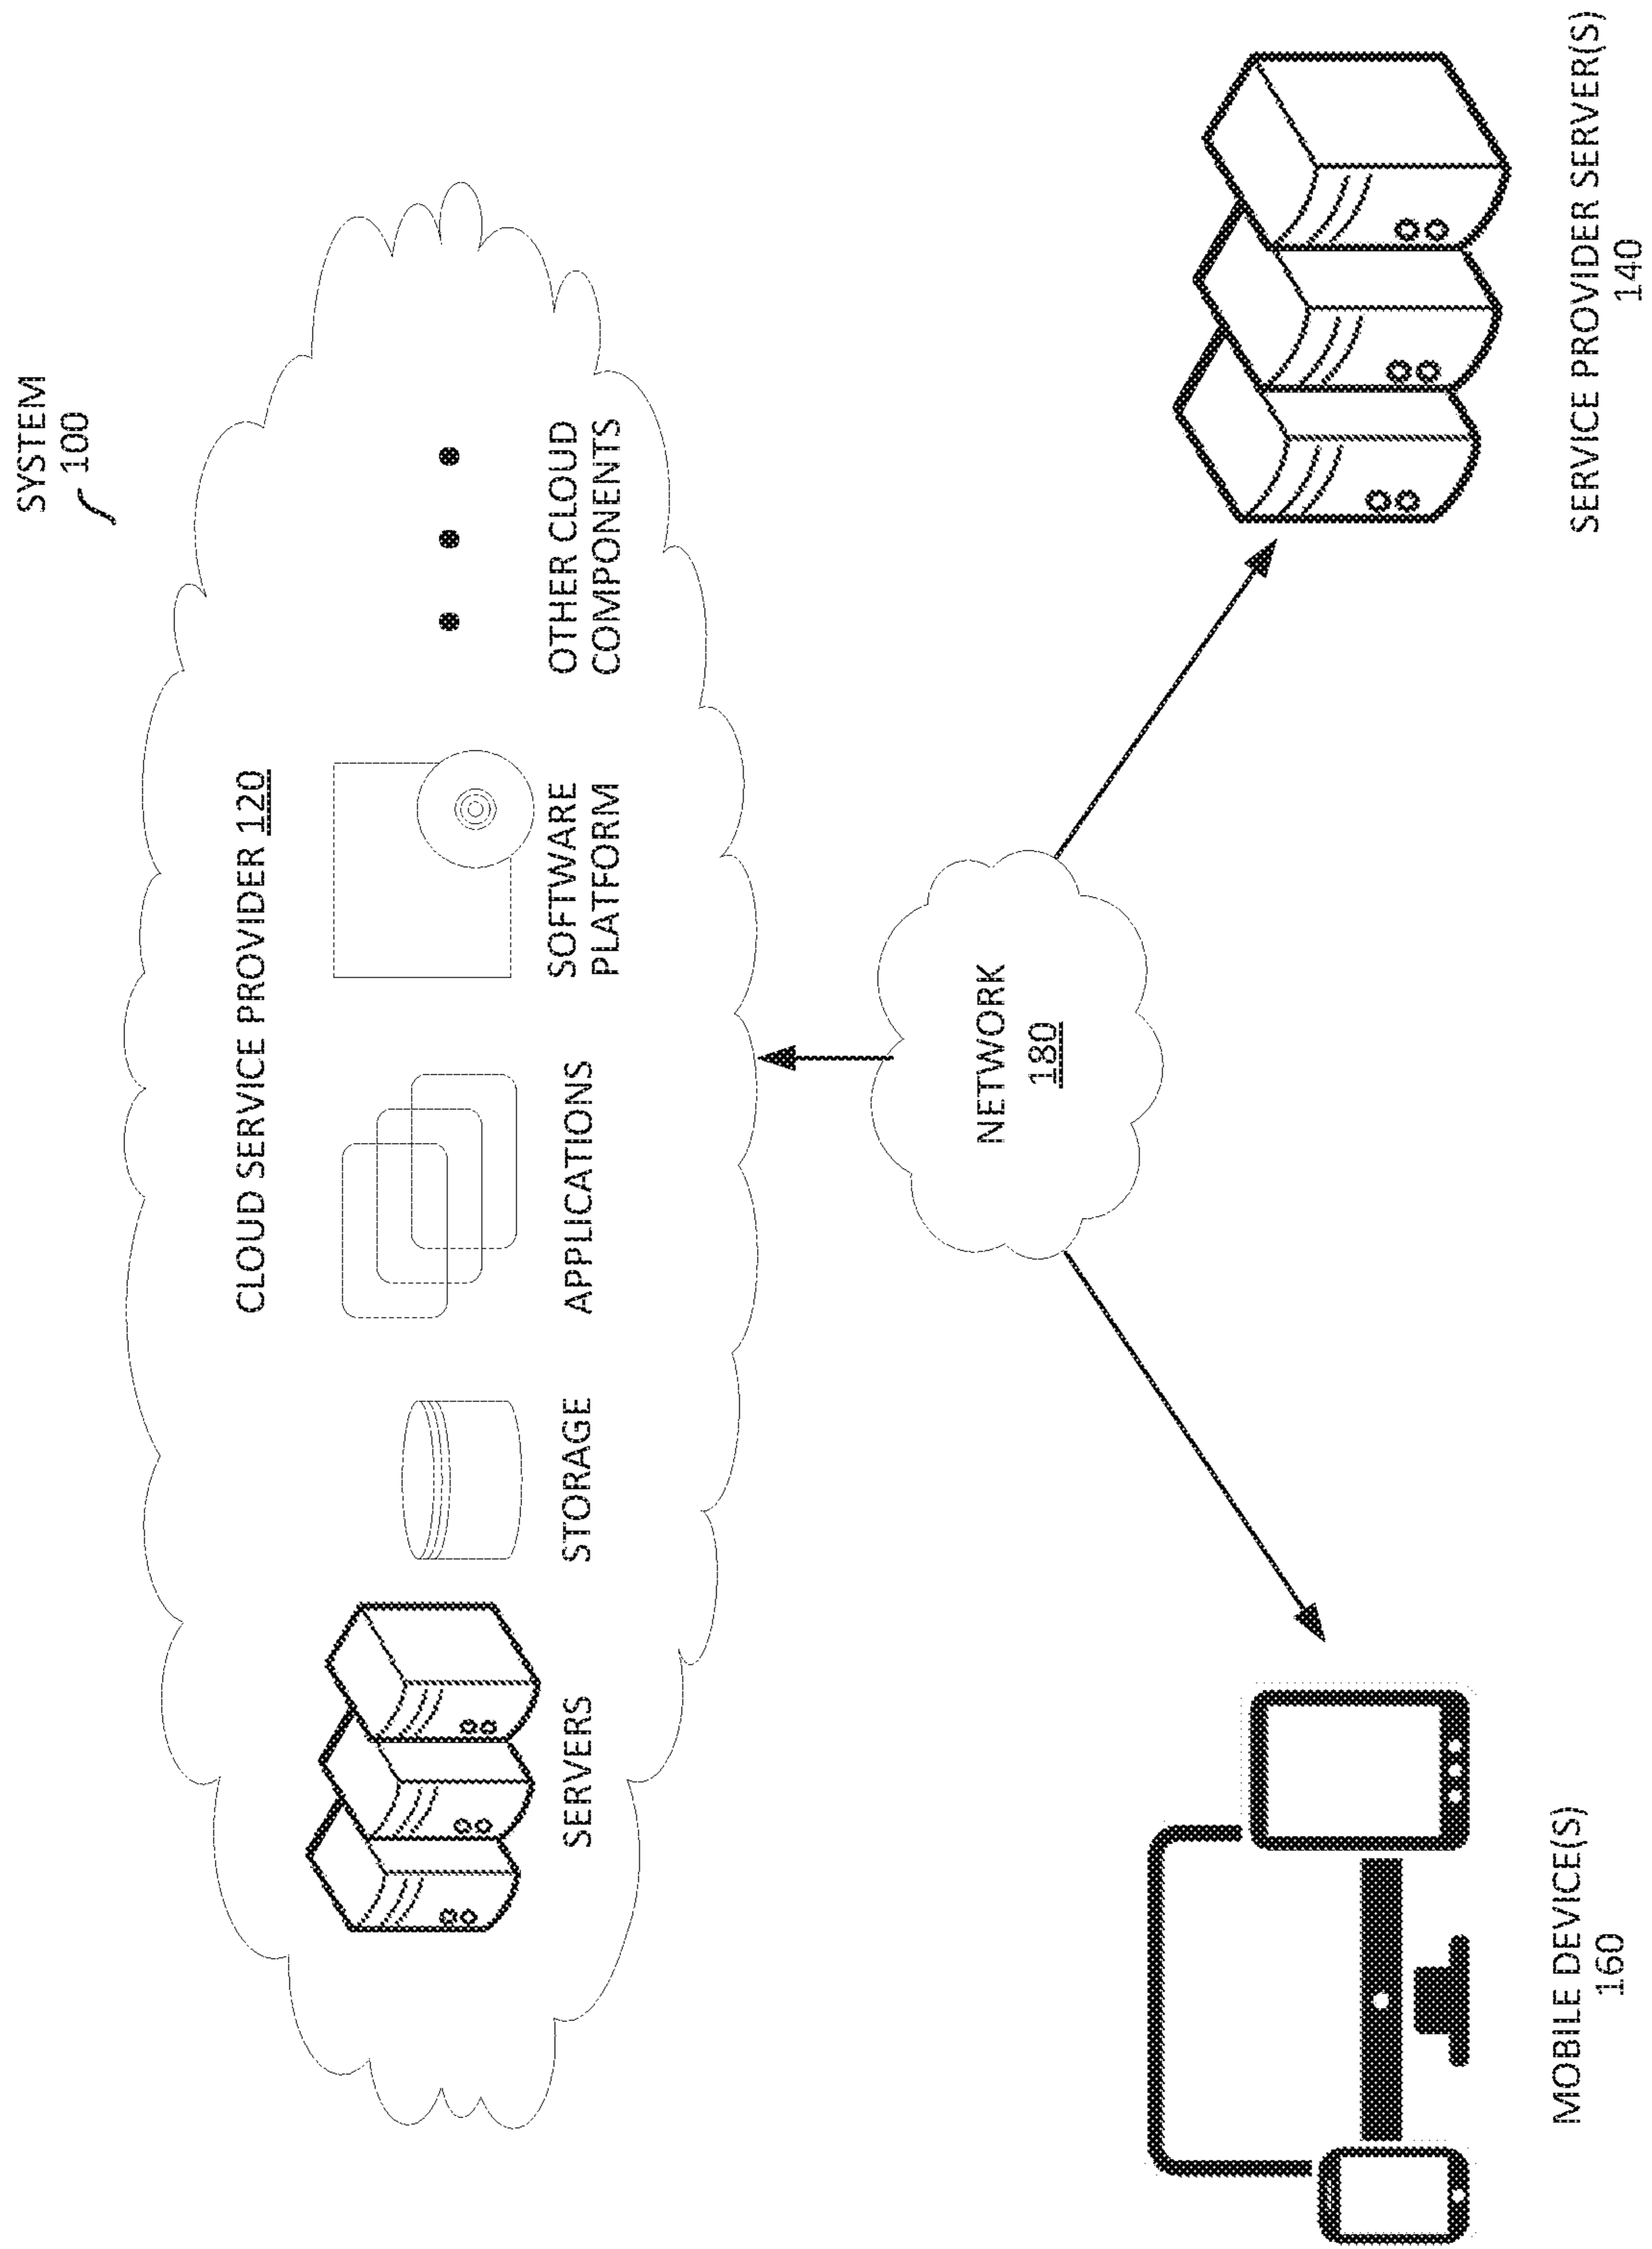 SYSTEM
100
CLOUD SERVICE PROVIDER 120
SERVERS
STORAGE
APPLICATIONS
SOFTWARE
PLATFORM
OTHER CLOUD
COMPONENTS
NETWORK
180
MOBILE DEVICE(S)
160
SERVICE PROVIDER SERVER(S)
140